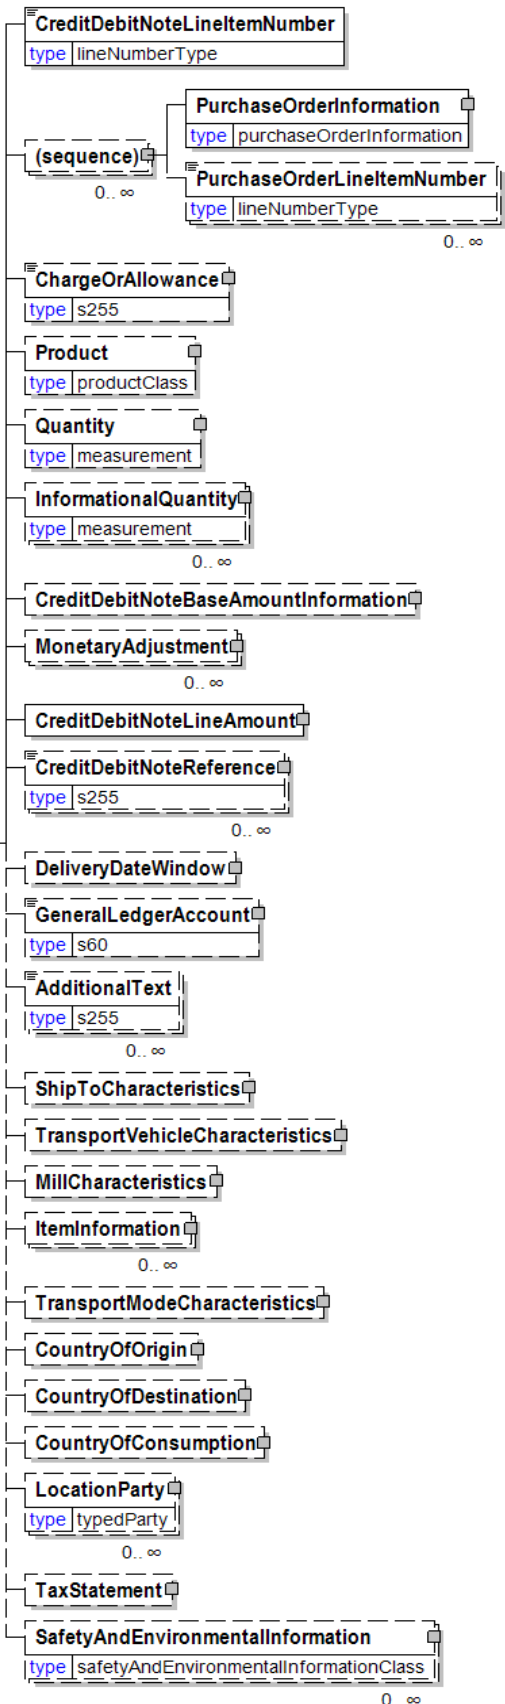 CreditDebitNoteLineItemNumber
type lineNumberType
PurchaseOrderInformation
type purchaseOrderInformation
(sequence)
0.. ∞
PurchaseOrderLineItemNumber
type lineNumberType
0.. ∞
ChargeOrAllowance
type s255
Product
type productClass
Quantity
type measurement
InformationalQuantity
type measurement
0.. ∞
CreditDebitNoteBaseAmountInformation
MonetaryAdjustment
0.. ∞
CreditDebitNoteLineAmount
CreditDebitNoteReference
type s255
0.. ∞
DeliveryDateWindow
GeneralLedgerAccount
type s60
AdditionalText
type s255
0.. ∞
ShipToCharacteristics
TransportVehicleCharacteristics
MillCharacteristics
ItemInformation
0.. ∞
TransportModeCharacteristics
CountryOfOrigin
CountryOfDestination
CountryOfConsumption
LocationParty
type typedParty
0.. ∞
TaxStatement
SafetyAndEnvironmentalInformation
type safetyAndEnvironmentalInformationClass
0.. ∞